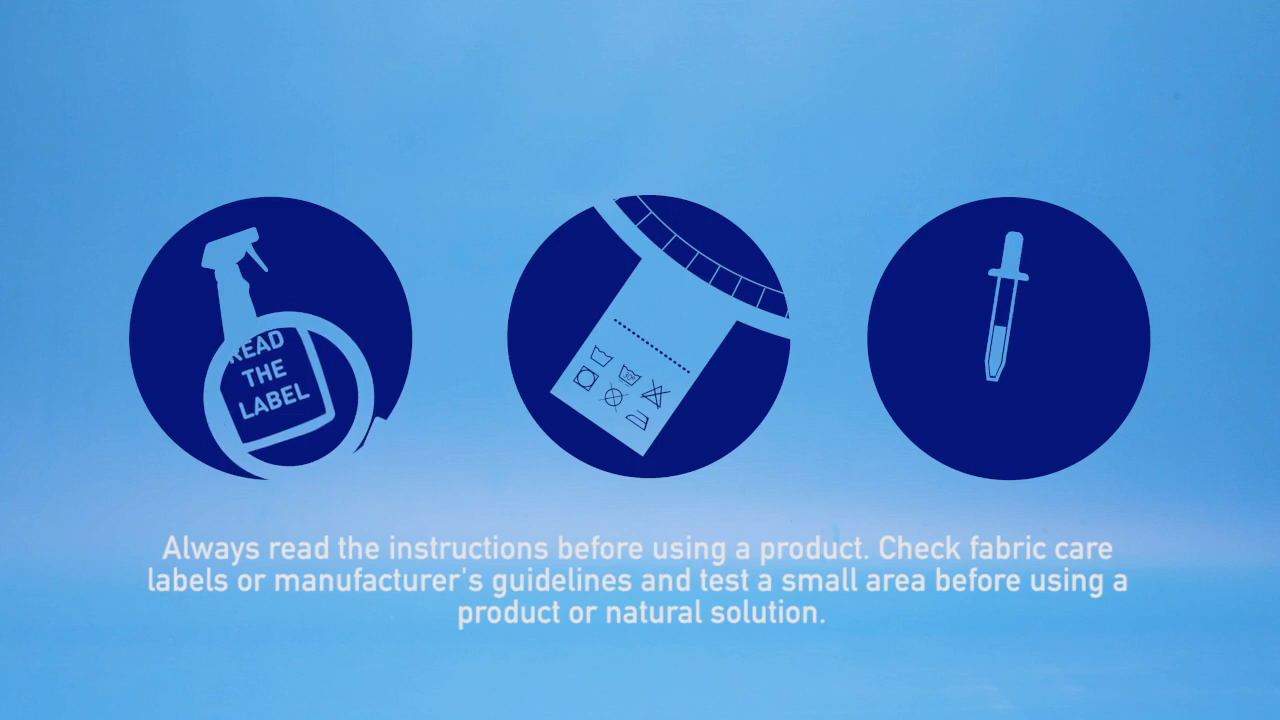 READ
THE
LABEL
30°
Always read the instructions before using a product. Check fabric care
labels or manufacturer's guidelines and test a small area before using a
product or natural solution.